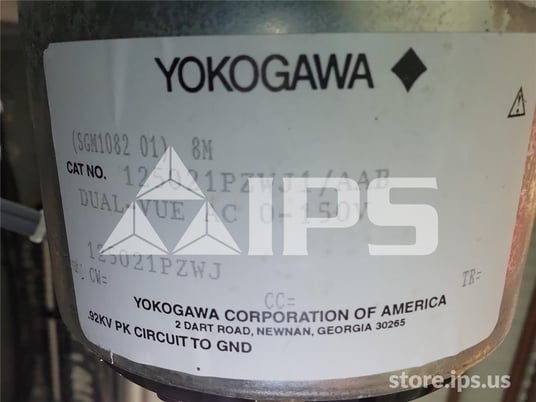 YOKOGAWA
(SGM1082 01) 8M
CAT NO. 125021PZWJ1/AAB
DUAL-VUE AC 0-150V
IPS
125021PZWJ
CW=
CC=
TR=
YOKOGAWA CORPORATION OF AMERICA
2 DART ROAD, NEWNAN, GEORGIA 30265
.92KV PK CIRCUIT TO GND
store.ips.us